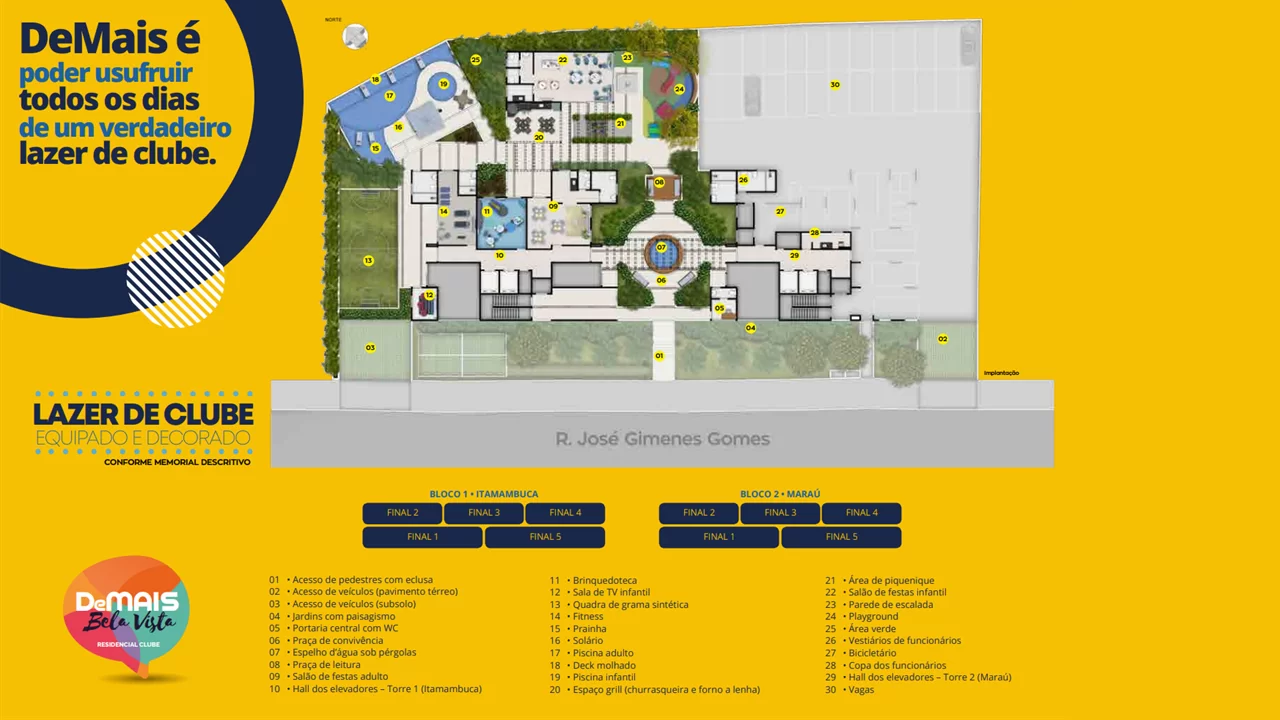 DeMais é
poder usufruir
todos os dias
de um verdadeiro
lazer de clube.
NORTE
18
17
19
16
15
25
22
23
24
21
20
30
14
11
09
08
26
27
28
13
10
07
29
06
12
05
04
03
01
02
Implantação
R. José Gimenes Gomes
LAZER DE CLUBE
EQUIPADO E DECORADO
CONFORME MEMORIAL DESCRITIVO
BLOCO 1 • ITAMAMBUCA
FINAL 2 FINAL 3 FINAL 4
FINAL 1 FINAL 5
BLOCO 2 • MARAÚ
FINAL 2 FINAL 3 FINAL 4
FINAL 1 FINAL 5
DeMAIS
Bela Vista
RESIDENCIAL CLUBE
01 • Acesso de pedestres com eclusa
02 • Acesso de veículos (pavimento térreo)
03 • Acesso de veículos (subsolo)
04 • Jardins com paisagismo
05 • Portaria central com WC
06 • Praça de convivência
07 • Espelho d'água sob pérgolas
08 • Praça de leitura
09 • Salão de festas adulto
10 • Hall dos elevadores – Torre 1 (Itamambuca)
11 • Brinquedoteca
12 • Sala de TV infantil
13 • Quadra de grama sintética
14 • Fitness
15 • Prainha
16 • Solário
17 • Piscina adulto
18 • Deck molhado
19 • Piscina infantil
20 • Espaço grill (churrasqueira e forno a lenha)
21 • Área de piquenique
22 • Salão de festas infantil
23 • Parede de escalada
24 • Playground
25 • Área verde
26 • Vestiários de funcionários
27 • Bicicletário
28 • Copa dos funcionários
29 • Hall dos elevadores – Torre 2 (Maraú)
30 • Vagas